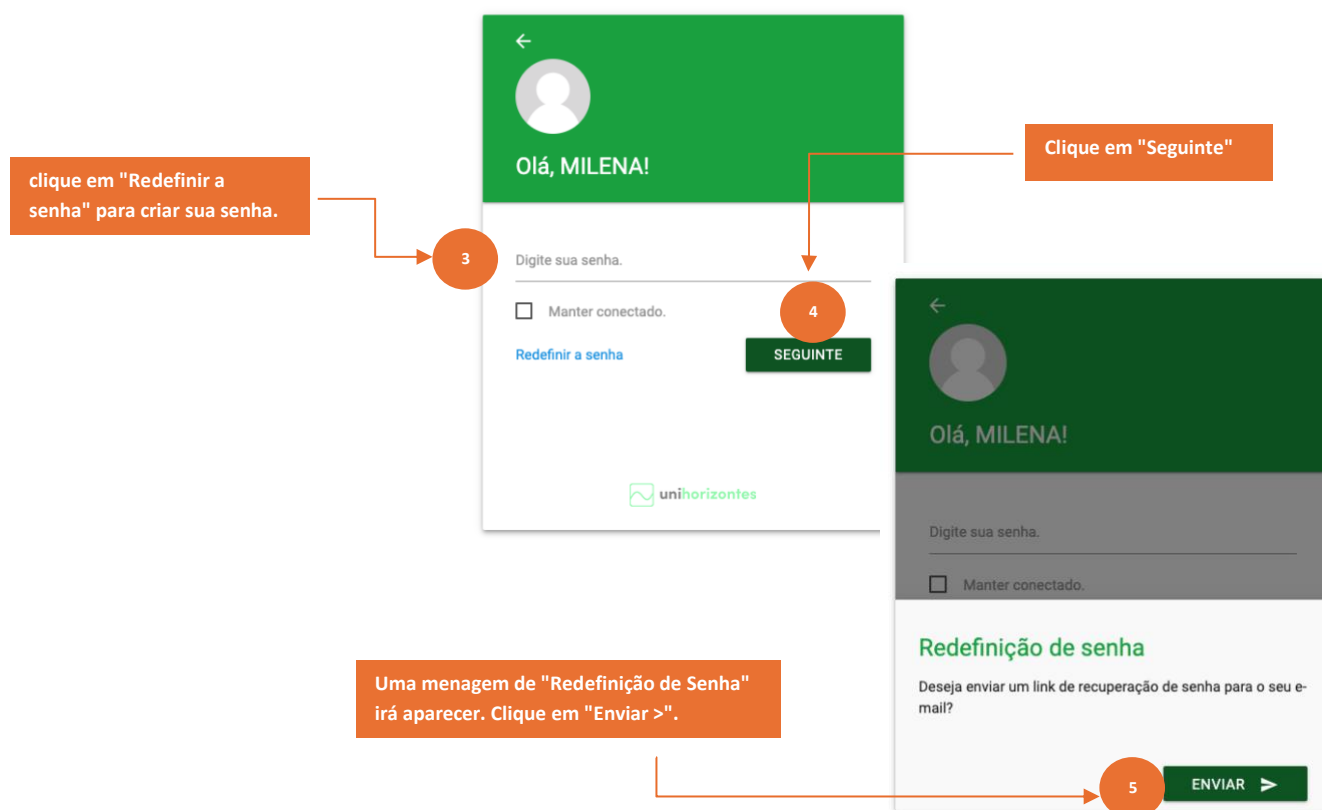 Olá, MILENA!
clique em "Redefinir a
senha" para criar sua senha.
Clique em "Seguinte"
3
Digite sua senha.
Manter conectado.
4
Redefinir a senha
SEGUINTE
unihorizontes
Olá, MILENA!
Digite sua senha.
Manter conectado.
Redefinição de senha
Deseja enviar um link de recuperação de senha para o seu e-
mail?
Uma menagem de "Redefinição de Senha"
irá aparecer. Clique em "Enviar >".
5
ENVIAR